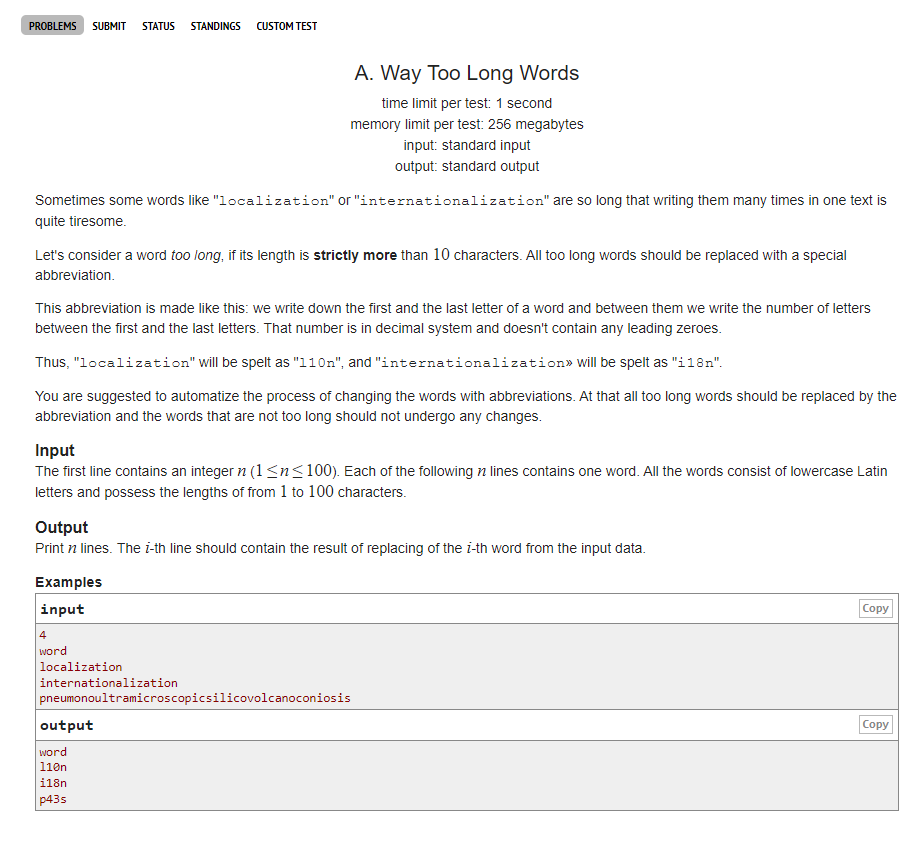 PROBLEMS SUBMIT STATUS STANDINGS CUSTOM TEST
A. Way Too Long Words
time limit per test: 1 second
memory limit per test: 256 megabytes
input: standard input
output: standard output
Sometimes some words like "localization" or "internationalization" are so long that writing them many times in one text is
quite tiresome.
Let's consider a word too long, if its length is strictly more than 10 characters. All too long words should be replaced with a special
abbreviation.
This abbreviation is made like this: we write down the first and the last letter of a word and between them we write the number of letters
between the first and the last letters. That number is in decimal system and doesn't contain any leading zeroes.
Thus, "localization" will be spelt as "l10n", and "internationalization» will be spelt as "i18n".
You are suggested to automatize the process of changing the words with abbreviations. At that all too long words should be replaced by the
abbreviation and the words that are not too long should not undergo any changes.
Input
The first line contains an integer n (1≤n≤100). Each of the following n lines contains one word. All the words consist of lowercase Latin
letters and possess the lengths of from 1 to 100 characters.
Output
Print n lines. The i-th line should contain the result of replacing of the i-th word from the input data.
Examples
input Copy
4
word
localization
internationalization
pneumonoultramicroscopicsilicovolcanoconiosis
output Copy
word
l10n
i18n
p43s